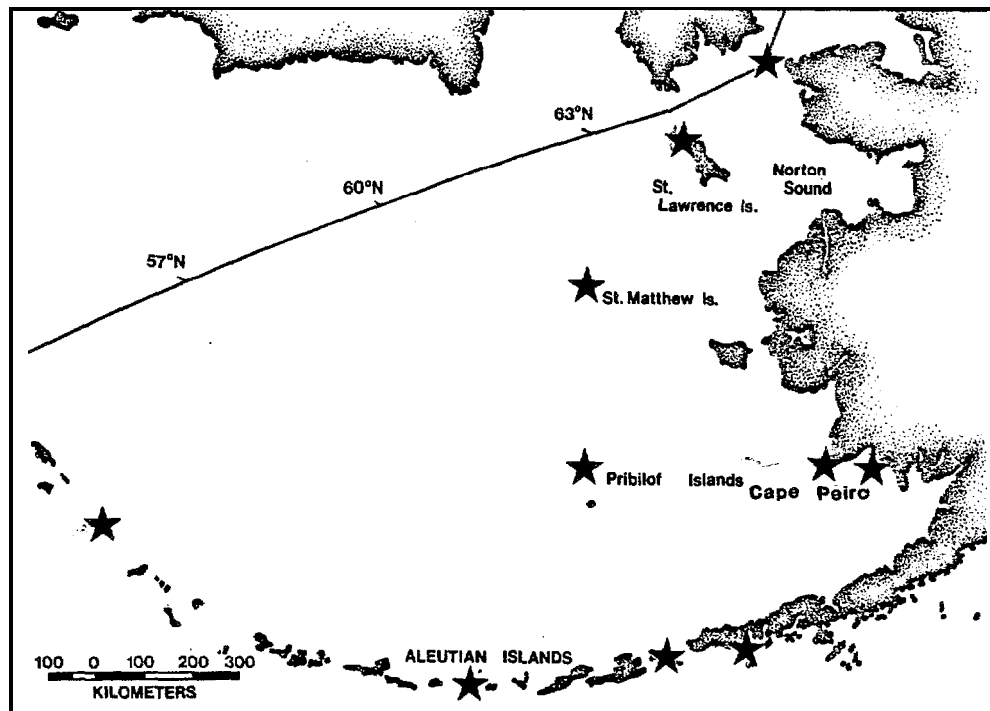 63°N
Norton
Sound
60°N
St.
Lawrence Is.
57°N
St. Matthew Is.
Pribilof Islands
Cape Peirc
ALEUTIAN ISLANDS
100 0 100 200 300
KILOMETERS